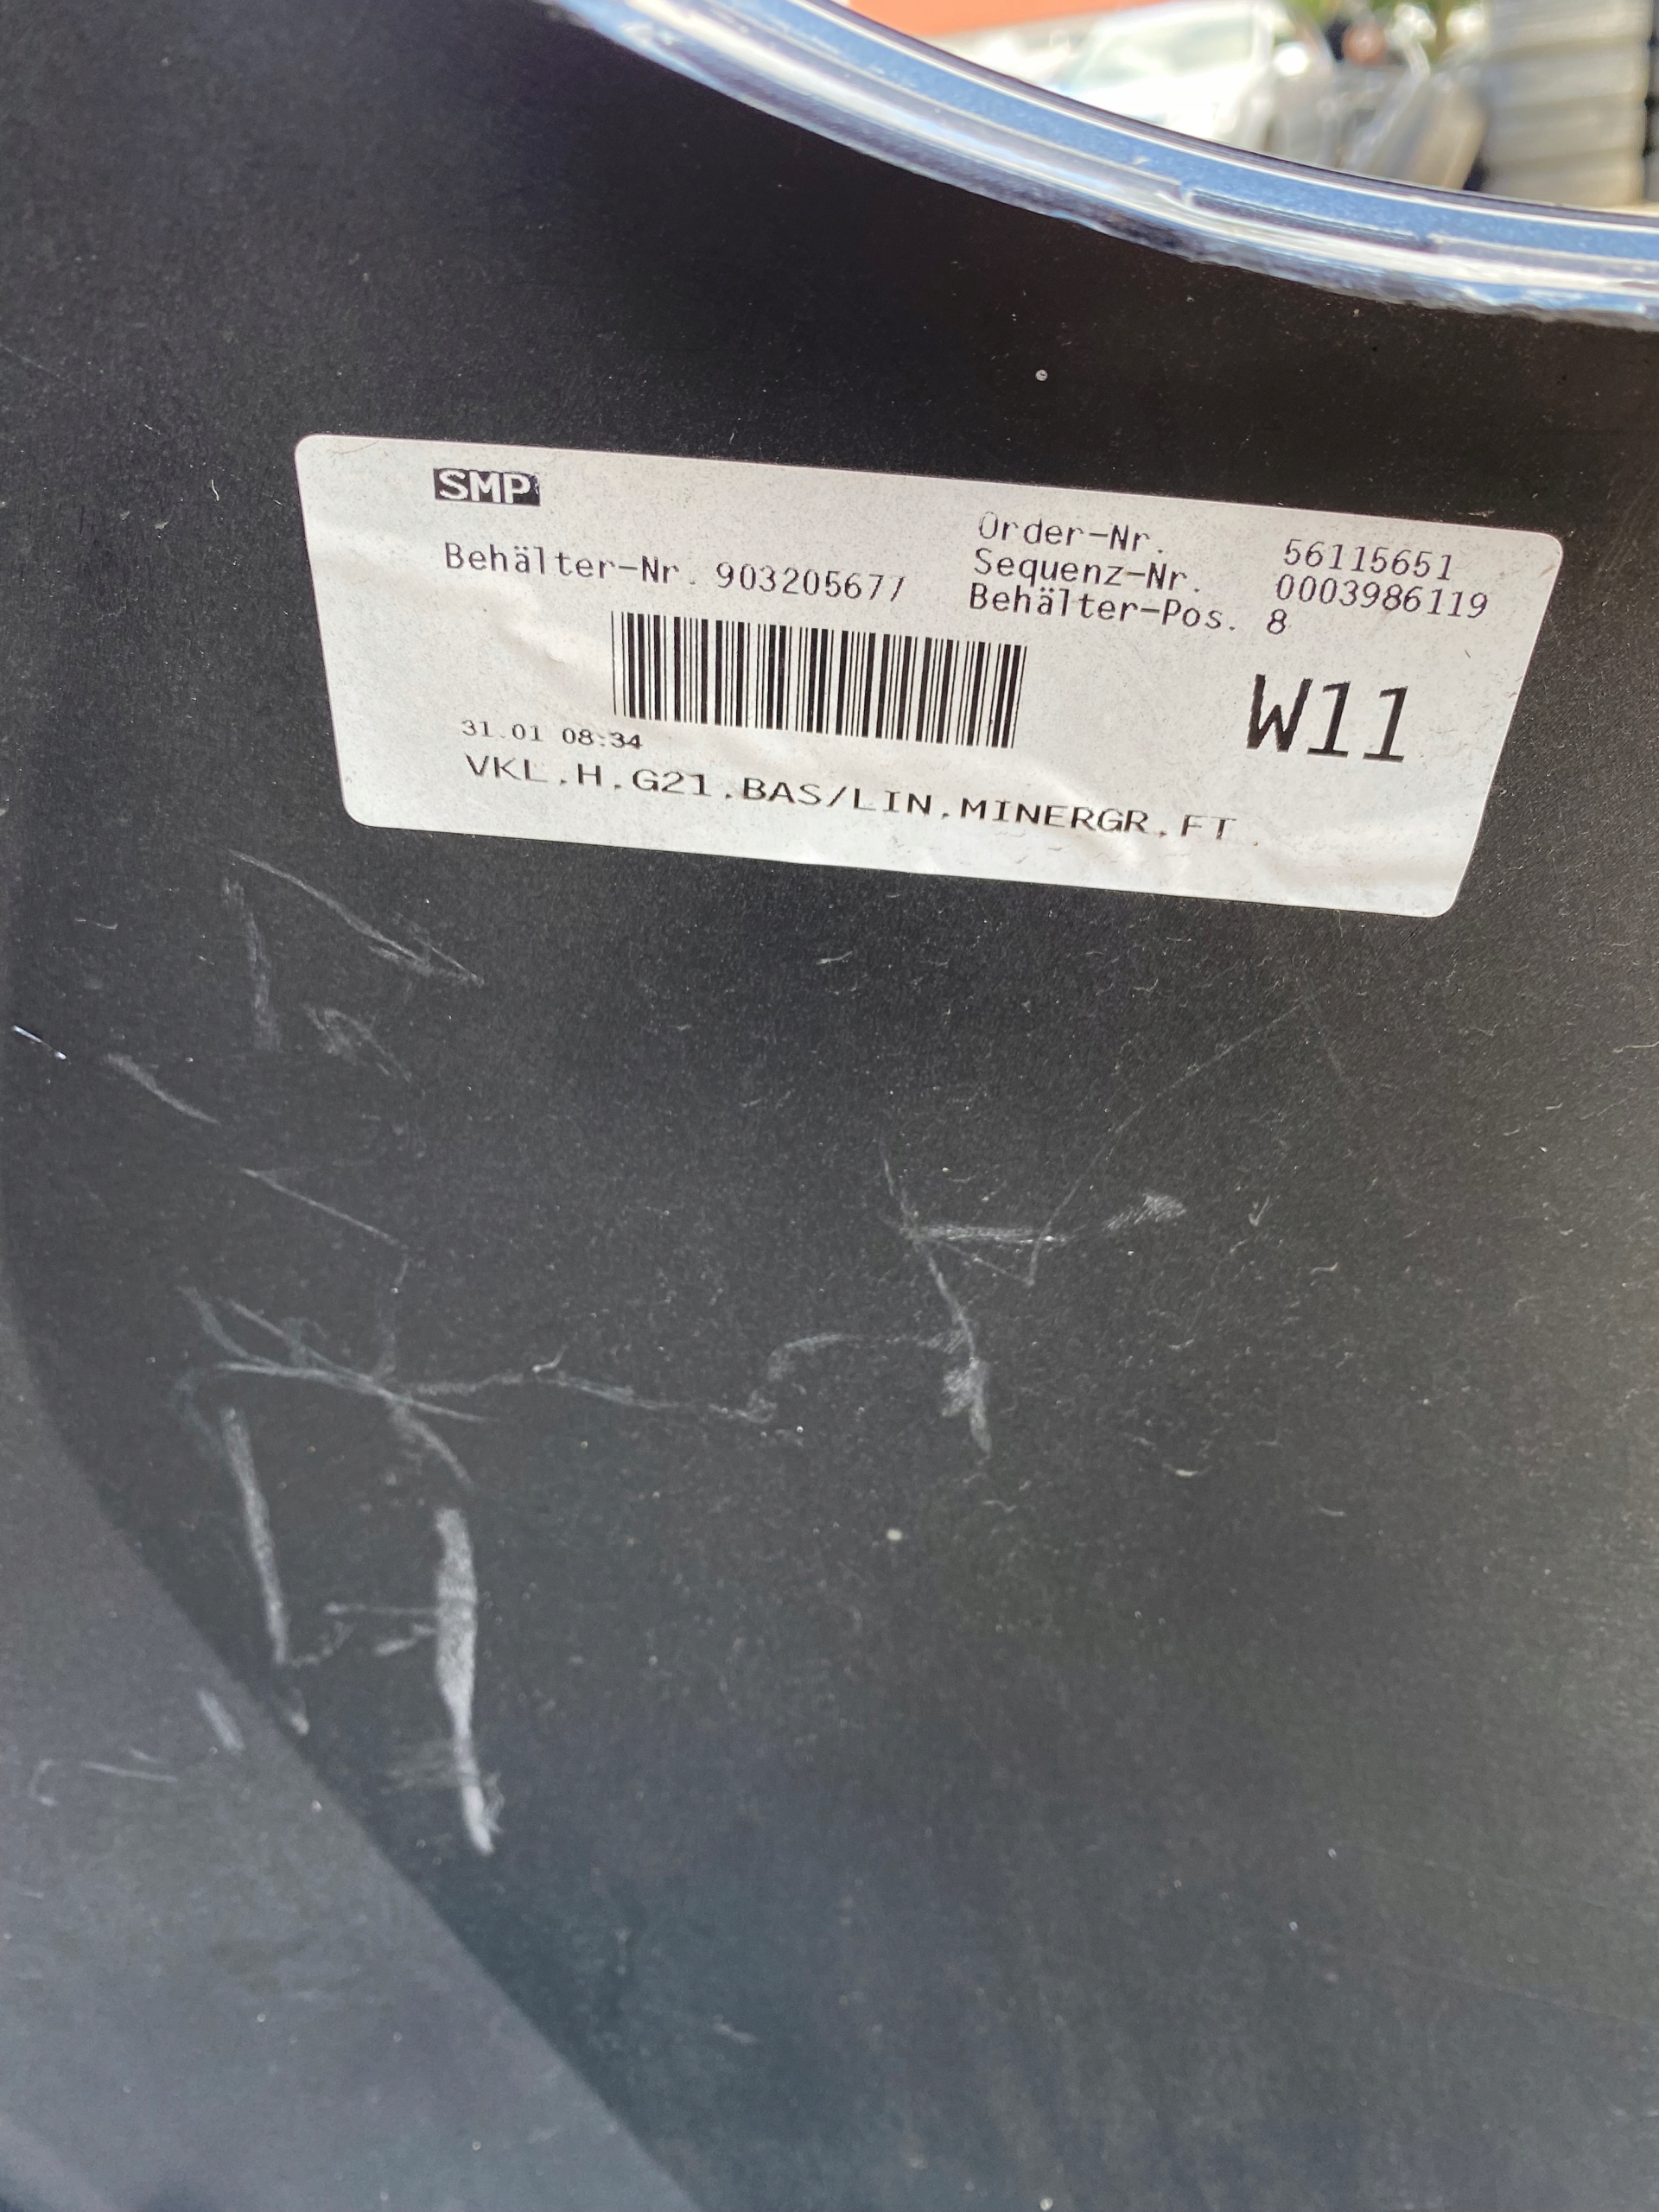 SMP
Behälter-Nr. 903205677
Order-Nr. 56115651
Sequenz-Nr. 0003986119
Behälter-Pos. 8
W11
31.01 08:34
VKL.H.G21.BAS/LIN.MINERGR.FT.